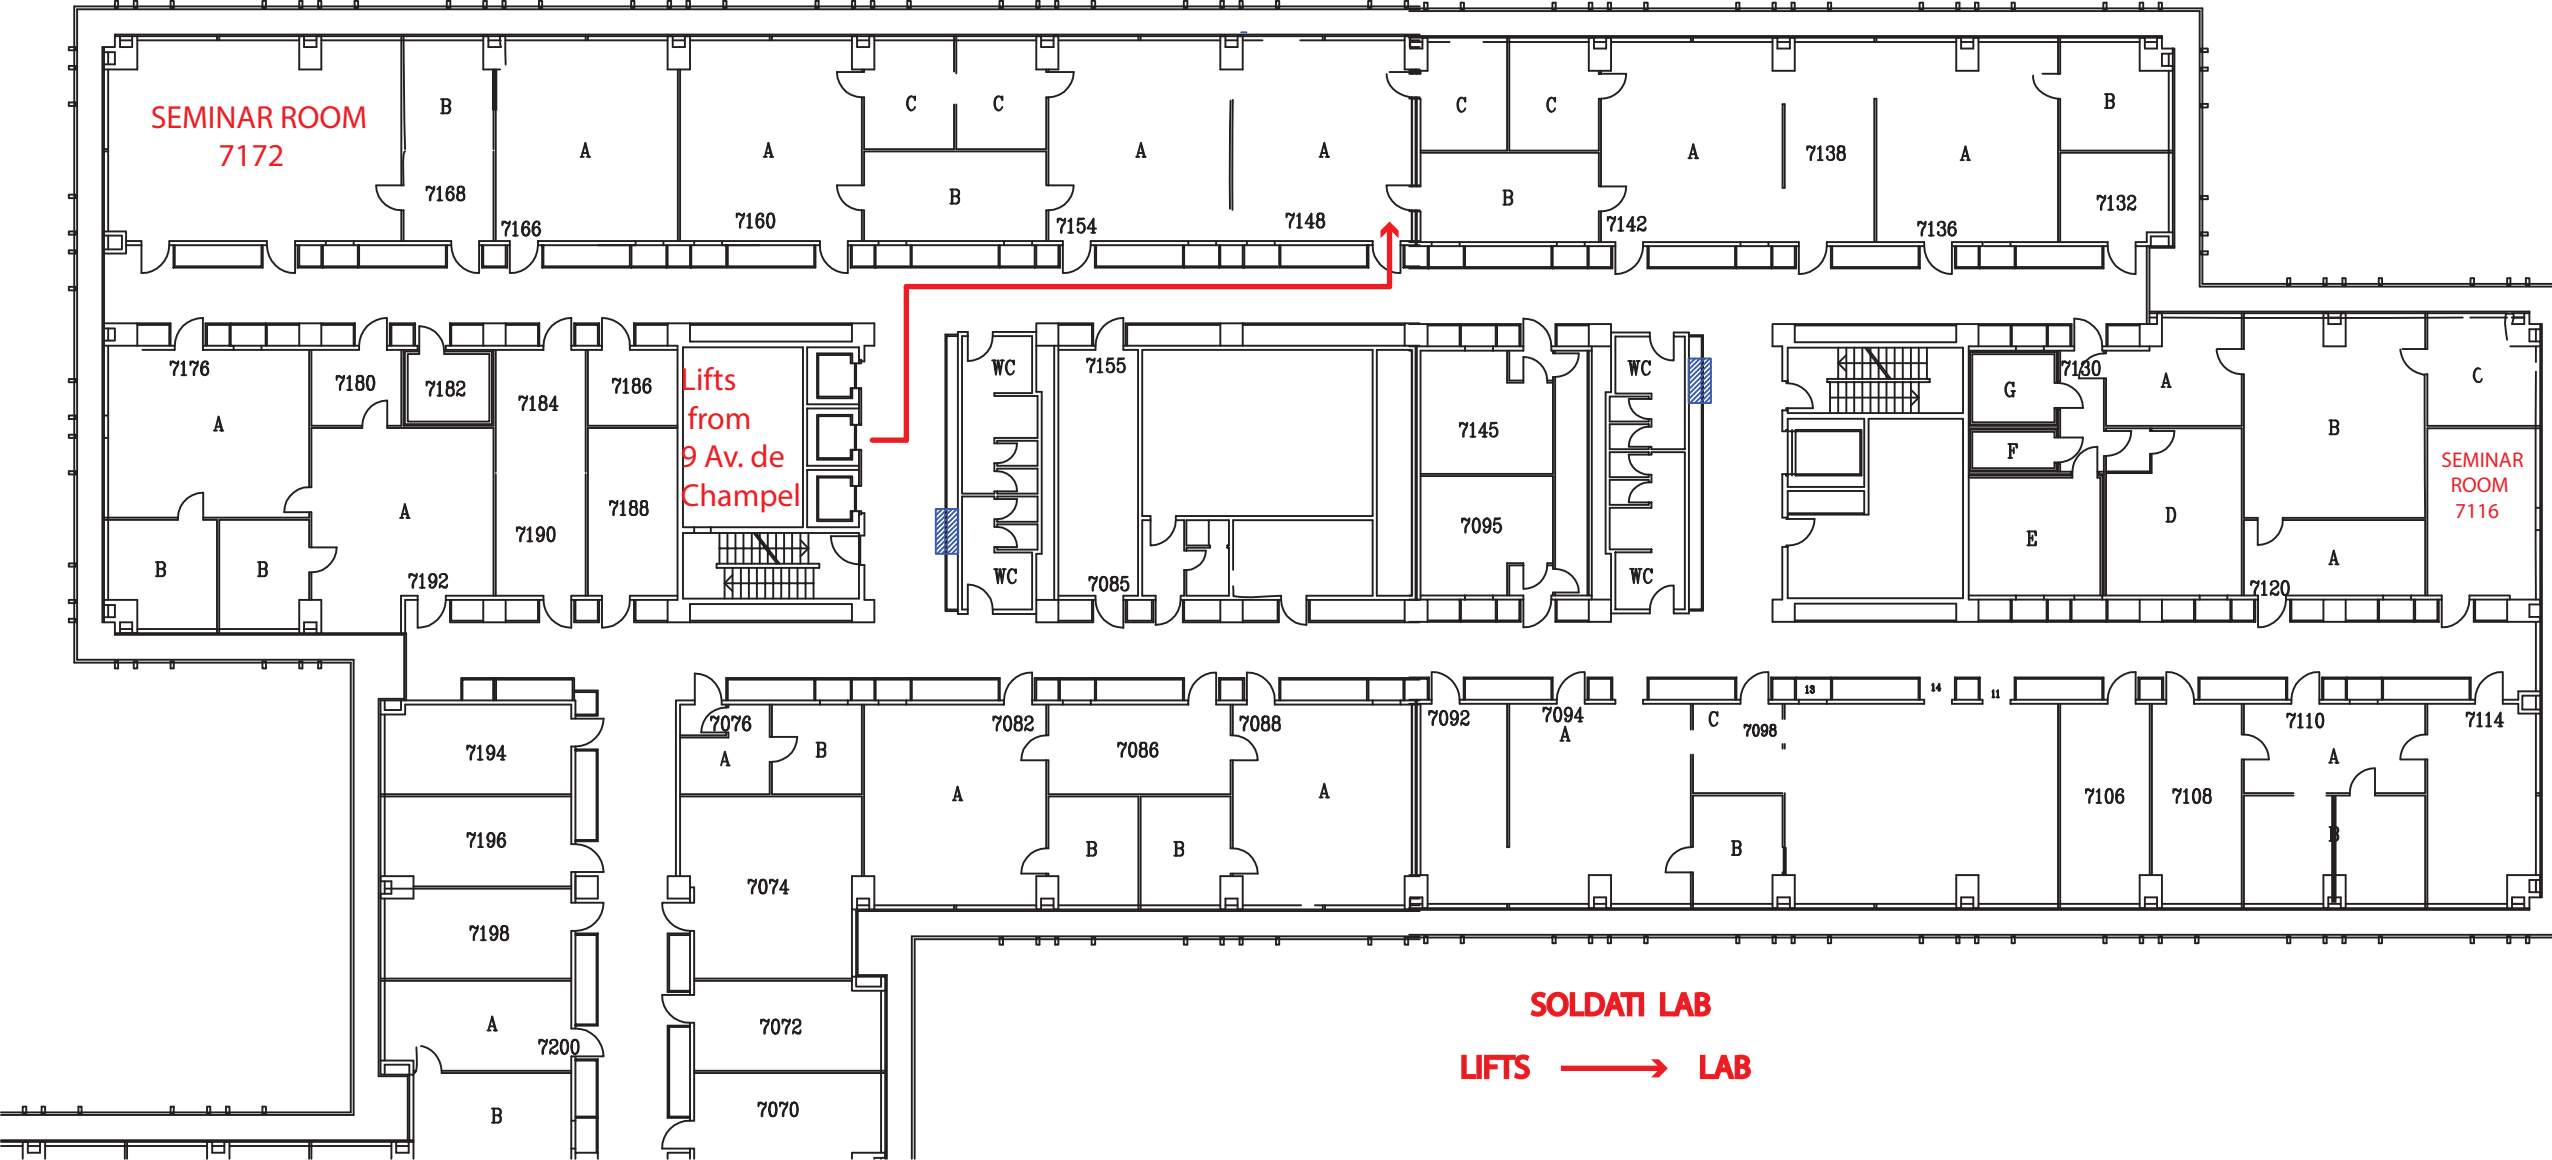 SEMINAR ROOM
7172
B
7168
A
7166
A
7160
C
C
B
A
7154
A
7148
C
C
B
A
7142
7138
A
7136
B
7132
7176
A
B
B
7180
7182
A
7192
7184
7190
7186
7188
Lifts
from
9 Av. de
Champel
WC
WC
7155
7085
7145
7095
WC
WC
7130
G
F
E
A
D
B
C
A
7120
SEMINAR
ROOM
7116
7194
7196
7198
A
7200
B
7076
A
B
7074
7072
7070
7082
A
7086
B
B
7088
A
7092
7094
A
C
7098
B
13
14
11
7106
7108
7110
A
B
7114
SOLDATI LAB
LIFTS LAB